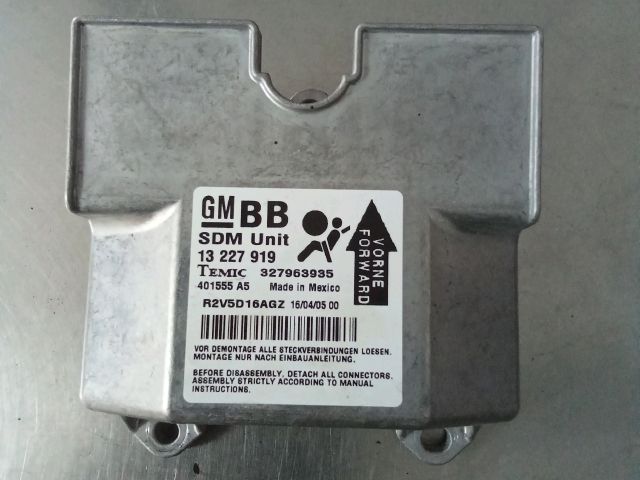 GM BB
SDM Unit
13 227 919
TEMIC 327963935
401555 A5 Made in Mexico
R2V5D16AGZ 16/04/05 00
VORNE
FORWARD
VOR DEMONTAGE ALLE STECKVERBINDUNGEN LOESEN.
MONTAGE NUR NACH EINBAUANLEITUNG.
BEFORE DISASSEMBLY, DETACH ALL CONNECTORS.
ASSEMBLY STRICTLY ACCORDING TO MANUAL
INSTRUCTIONS.